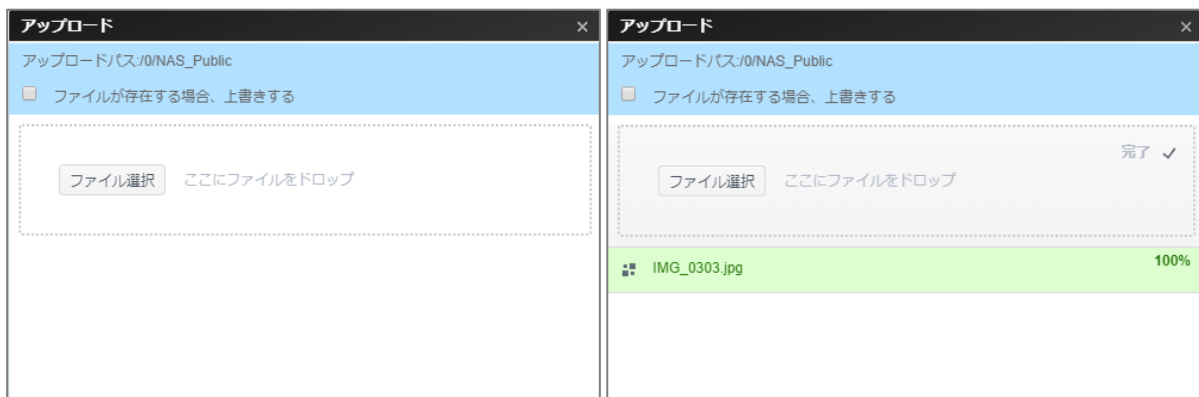 アップロード ×
アップロードパス:/0/NAS_Public
ファイルが存在する場合、上書きする
ファイル選択 ここにファイルをドロップ
アップロード ×
アップロードパス:/0/NAS_Public
ファイルが存在する場合、上書きする
完了 ✓
ファイル選択 ここにファイルをドロップ
IMG_0303.jpg 100%